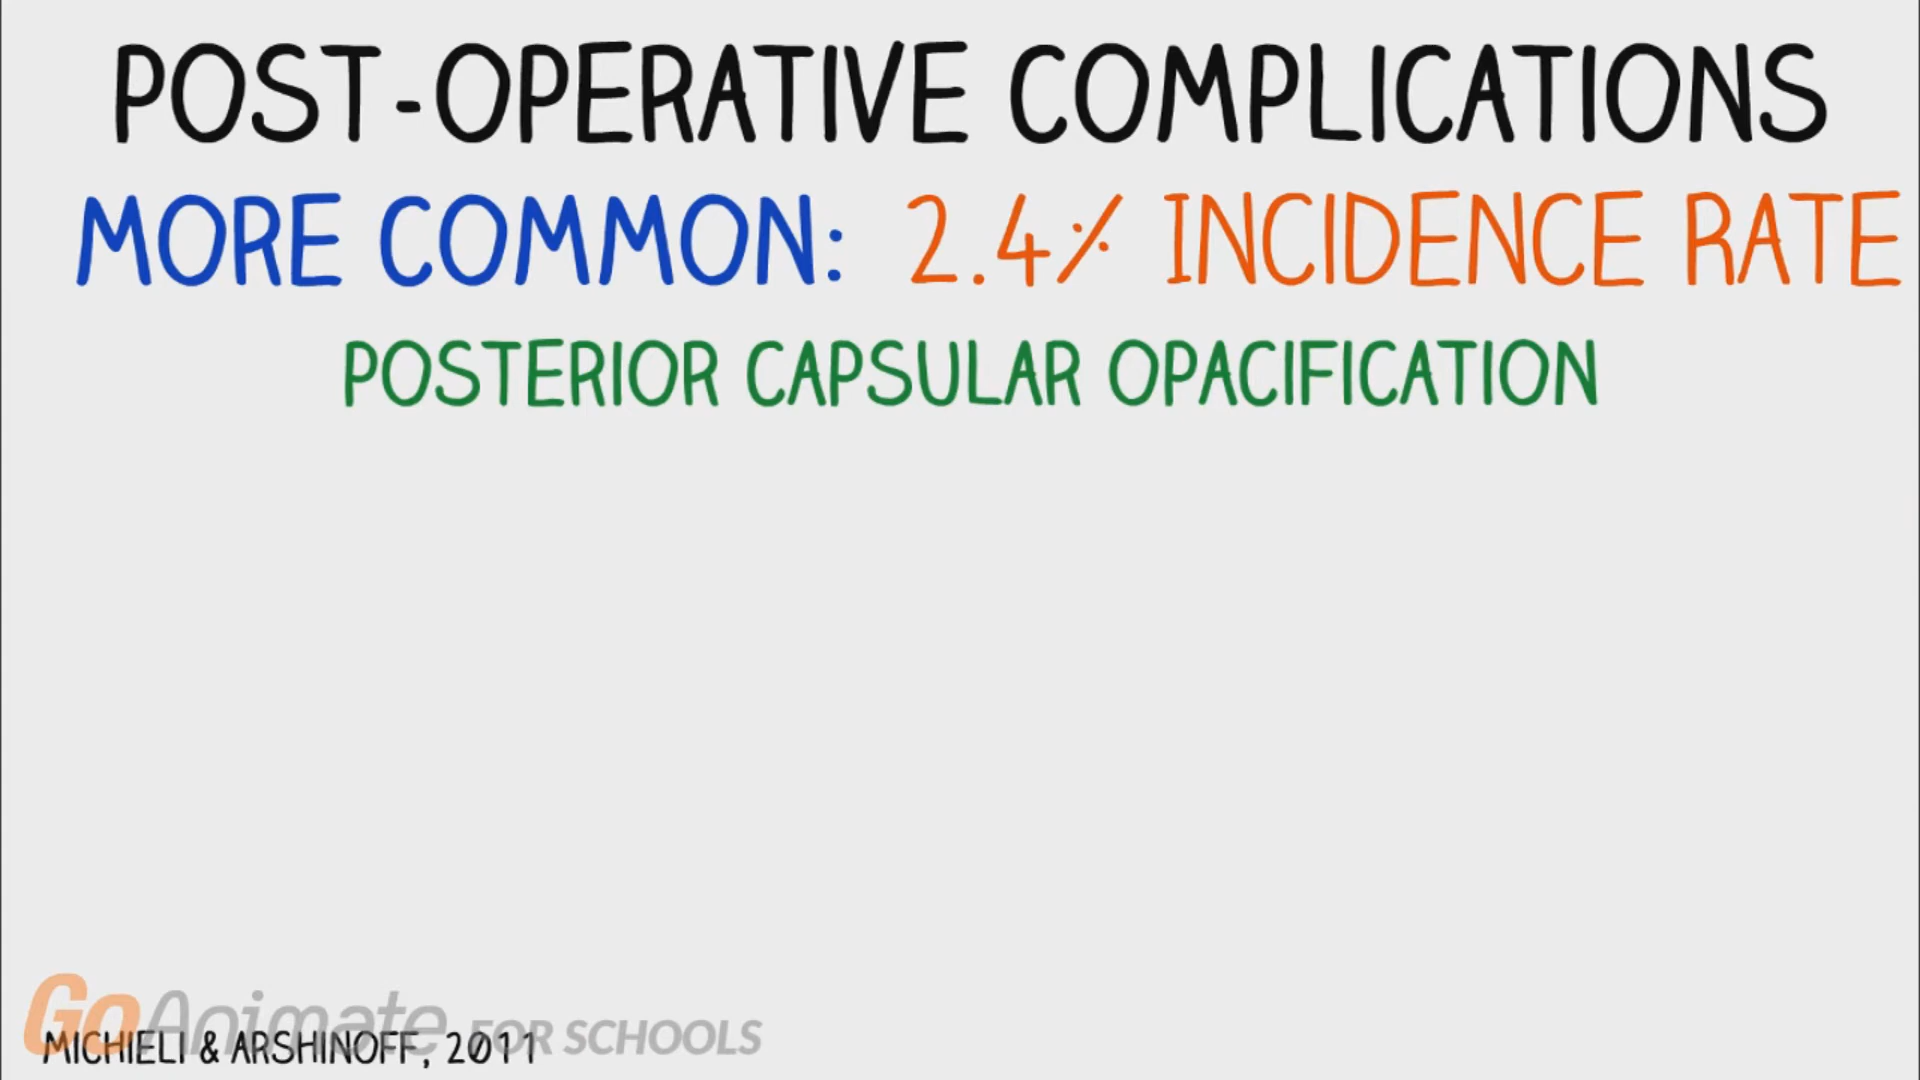 POST-OPERATIVE COMPLICATIONS
MORE COMMON: 2.4% INCIDENCE RATE
POSTERIOR CAPSULAR OPACIFICATION
GoAnimate FOR SCHOOLS
MICHIELI & ARSHINOFF, 2011